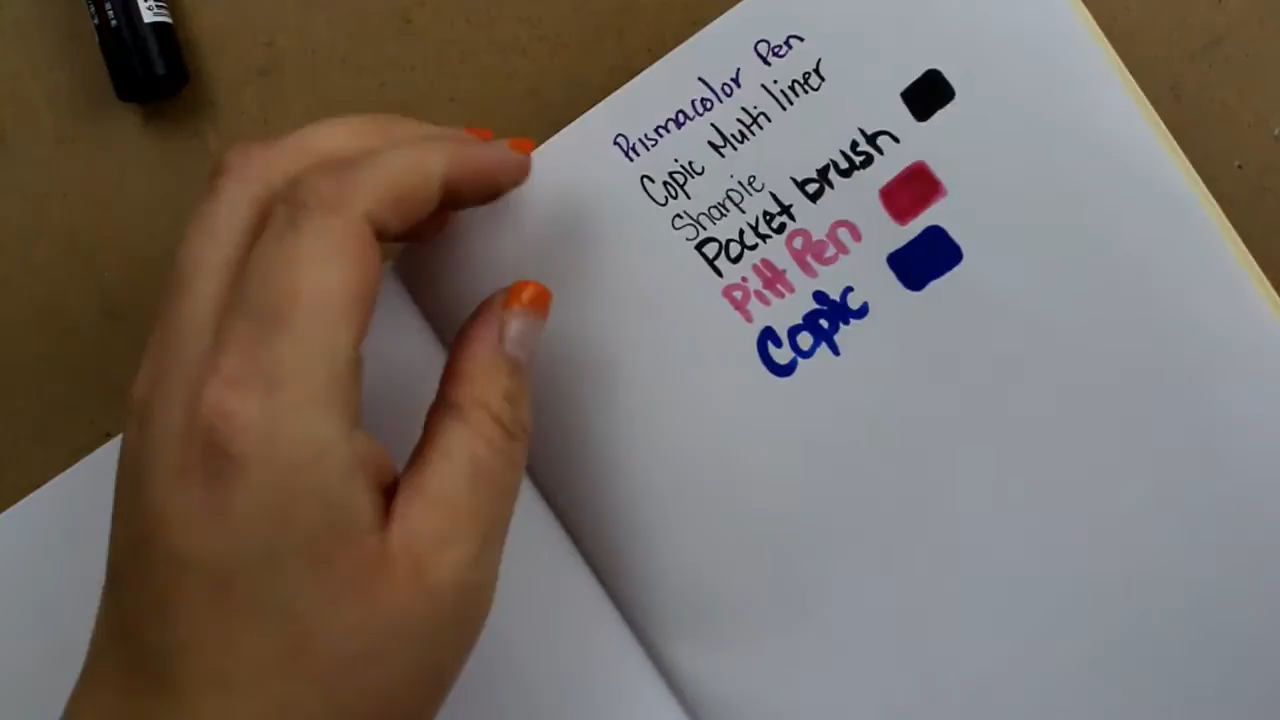 Prismacolor Pen
Copic Multi liner
Sharpie
Pocket brush
Pitt Pen
Copic